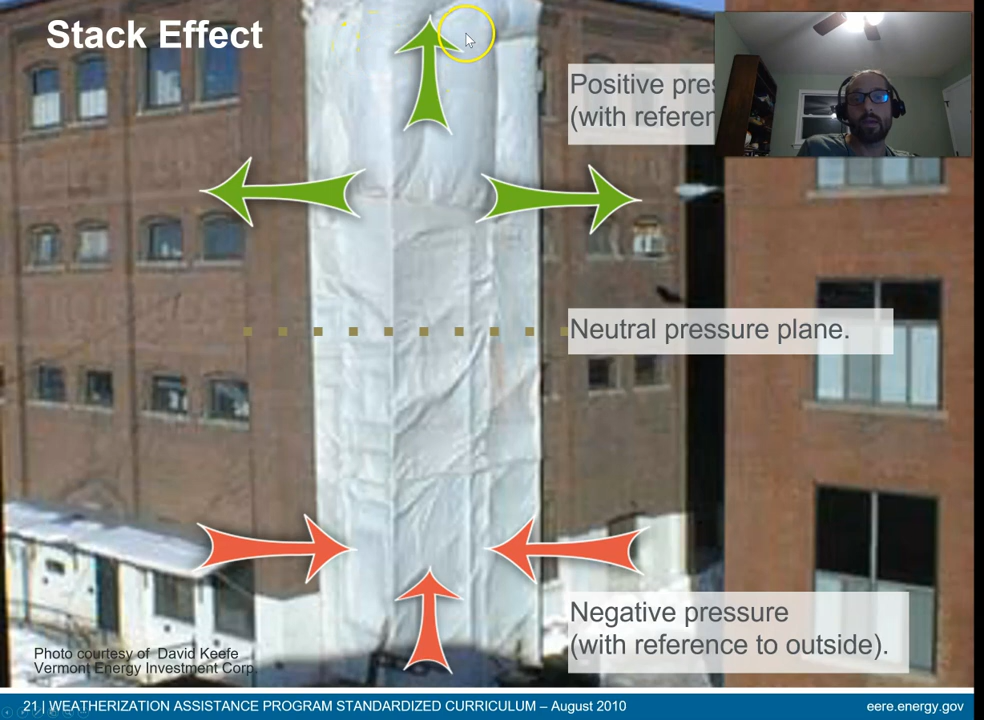 Stack Effect
Positive pres
(with referen
Neutral pressure plane.
Negative pressure
(with reference to outside).
Photo courtesy of David Keefe
Vermont Energy Investment Corp.
21 | WEATHERIZATION ASSISTANCE PROGRAM STANDARDIZED CURRICULUM – August 2010
eere.energy.gov